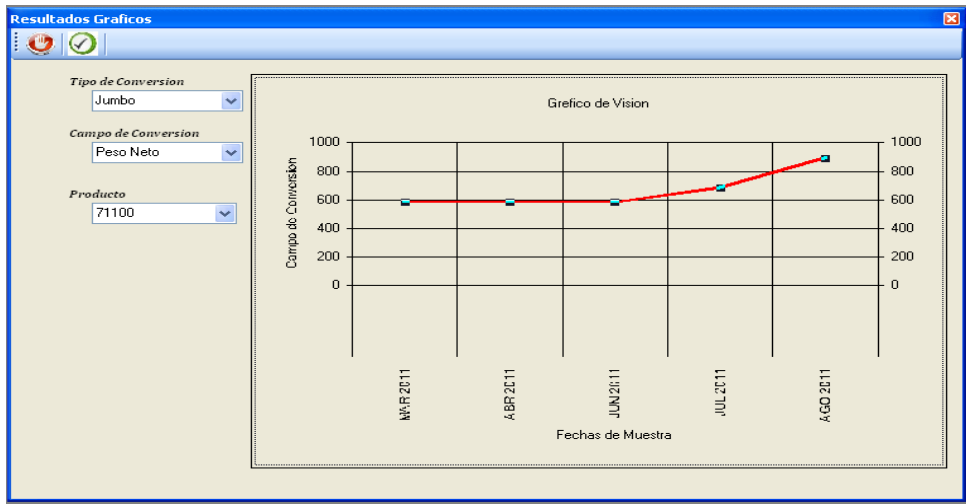 Resultados Graficos
Tipo de Conversion
Jumbo
Campo de Conversion
Peso Neto
Producto
71100
Grefico de Vision
Campo de Conversion
1000
800
600
400
200
0
1000
800
600
400
200
0
MAR 2011
ABR 2011
JUN 2011
JUL 2011
AGO 2011
Fechas de Muestra